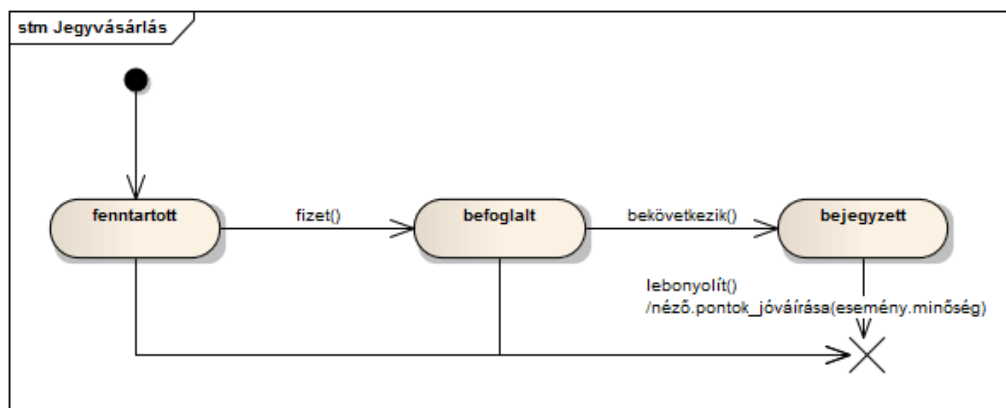 stm Jegyvásárlás
fenntartott
fizet()
befoglalt
bekövetkezik()
bejegyzett
lebonyolít()
/néző.pontok_jóváírása(esemény.minőség)